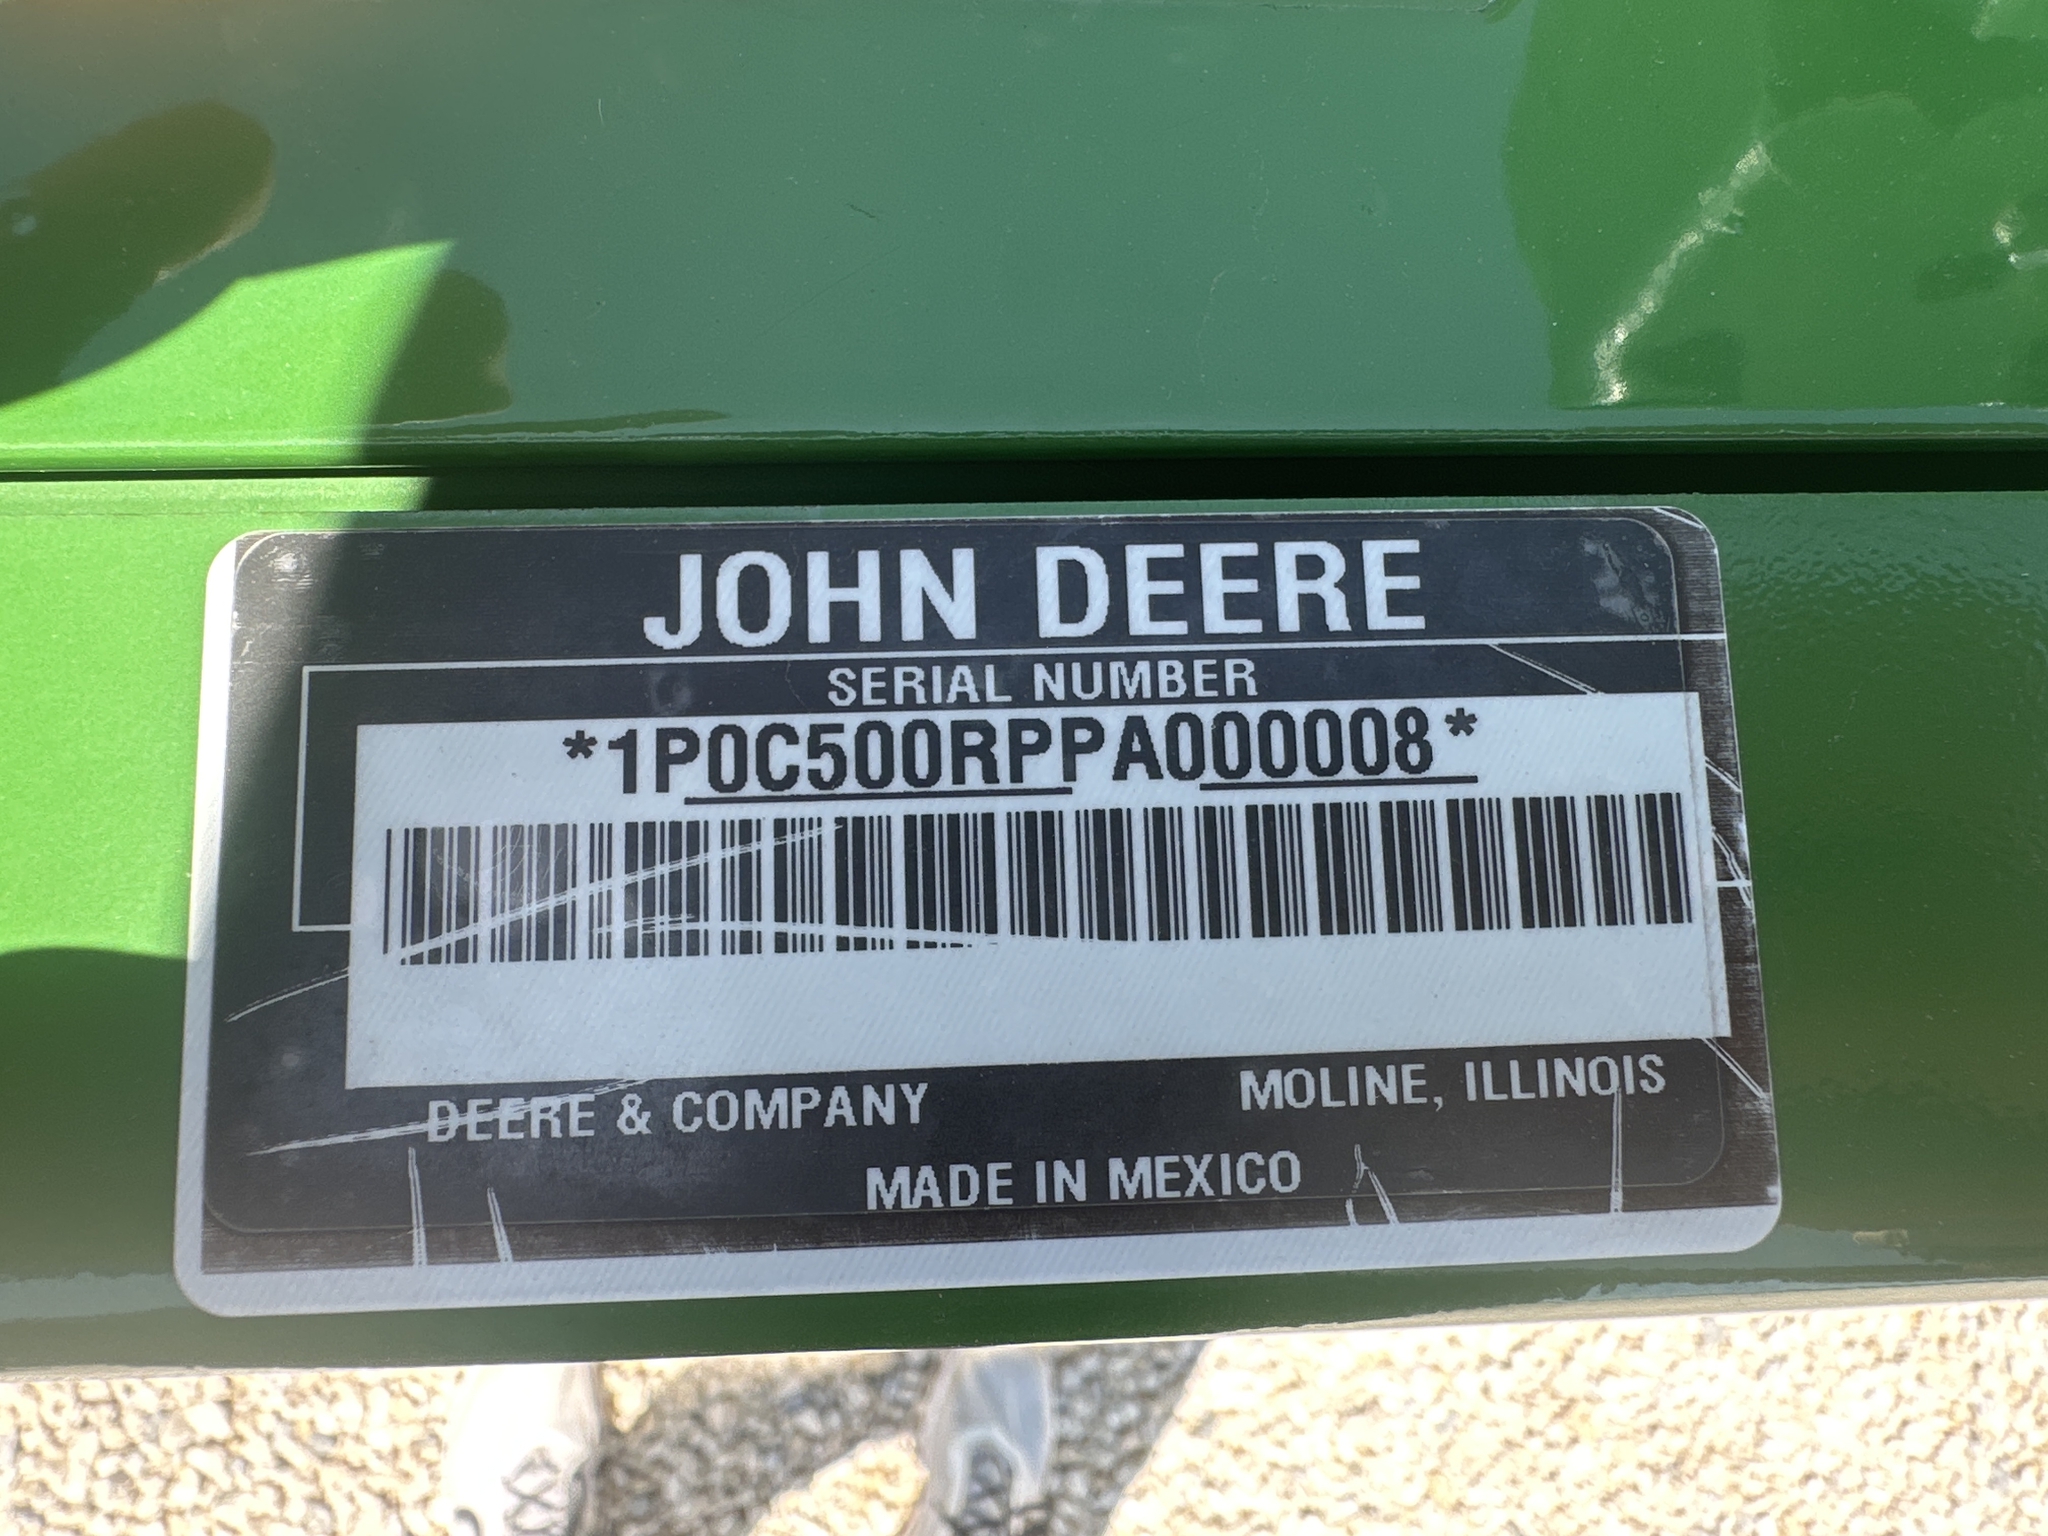 JOHN DEERE
SERIAL NUMBER
*1P0C500RPPA000008*
DEERE & COMPANY
MOLINE, ILLINOIS
MADE IN MEXICO